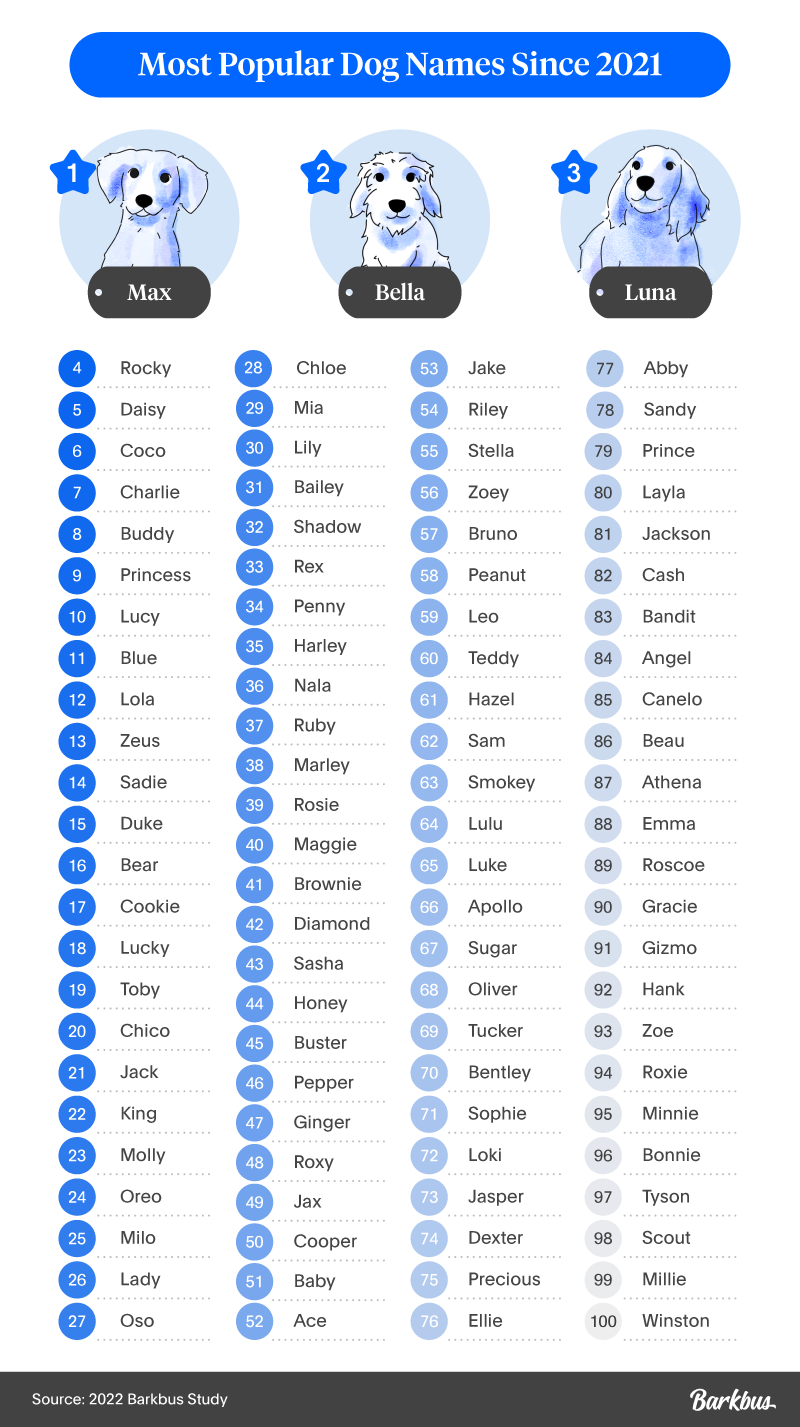 Most Popular Dog Names Since 2021
1
2
3
Max
Bella
Luna
4 Rocky
5 Daisy
6 Coco
7 Charlie
8 Buddy
9 Princess
10 Lucy
11 Blue
12 Lola
13 Zeus
14 Sadie
15 Duke
16 Bear
17 Cookie
18 Lucky
19 Toby
20 Chico
21 Jack
22 King
23 Molly
24 Oreo
25 Milo
26 Lady
27 Oso
28 Chloe
29 Mia
30 Lily
31 Bailey
32 Shadow
33 Rex
34 Penny
35 Harley
36 Nala
37 Ruby
38 Marley
39 Rosie
40 Maggie
41 Brownie
42 Diamond
43 Sasha
44 Honey
45 Buster
46 Pepper
47 Ginger
48 Roxy
49 Jax
50 Cooper
51 Baby
52 Ace
53 Jake
54 Riley
55 Stella
56 Zoey
57 Bruno
58 Peanut
59 Leo
60 Teddy
61 Hazel
62 Sam
63 Smokey
64 Lulu
65 Luke
66 Apollo
67 Sugar
68 Oliver
69 Tucker
70 Bentley
71 Sophie
72 Loki
73 Jasper
74 Dexter
75 Precious
76 Ellie
77 Abby
78 Sandy
79 Prince
80 Layla
81 Jackson
82 Cash
83 Bandit
84 Angel
85 Canelo
86 Beau
87 Athena
88 Emma
89 Roscoe
90 Gracie
91 Gizmo
92 Hank
93 Zoe
94 Roxie
95 Minnie
96 Bonnie
97 Tyson
98 Scout
99 Millie
100 Winston
Source: 2022 Barkbus Study
Barkbus